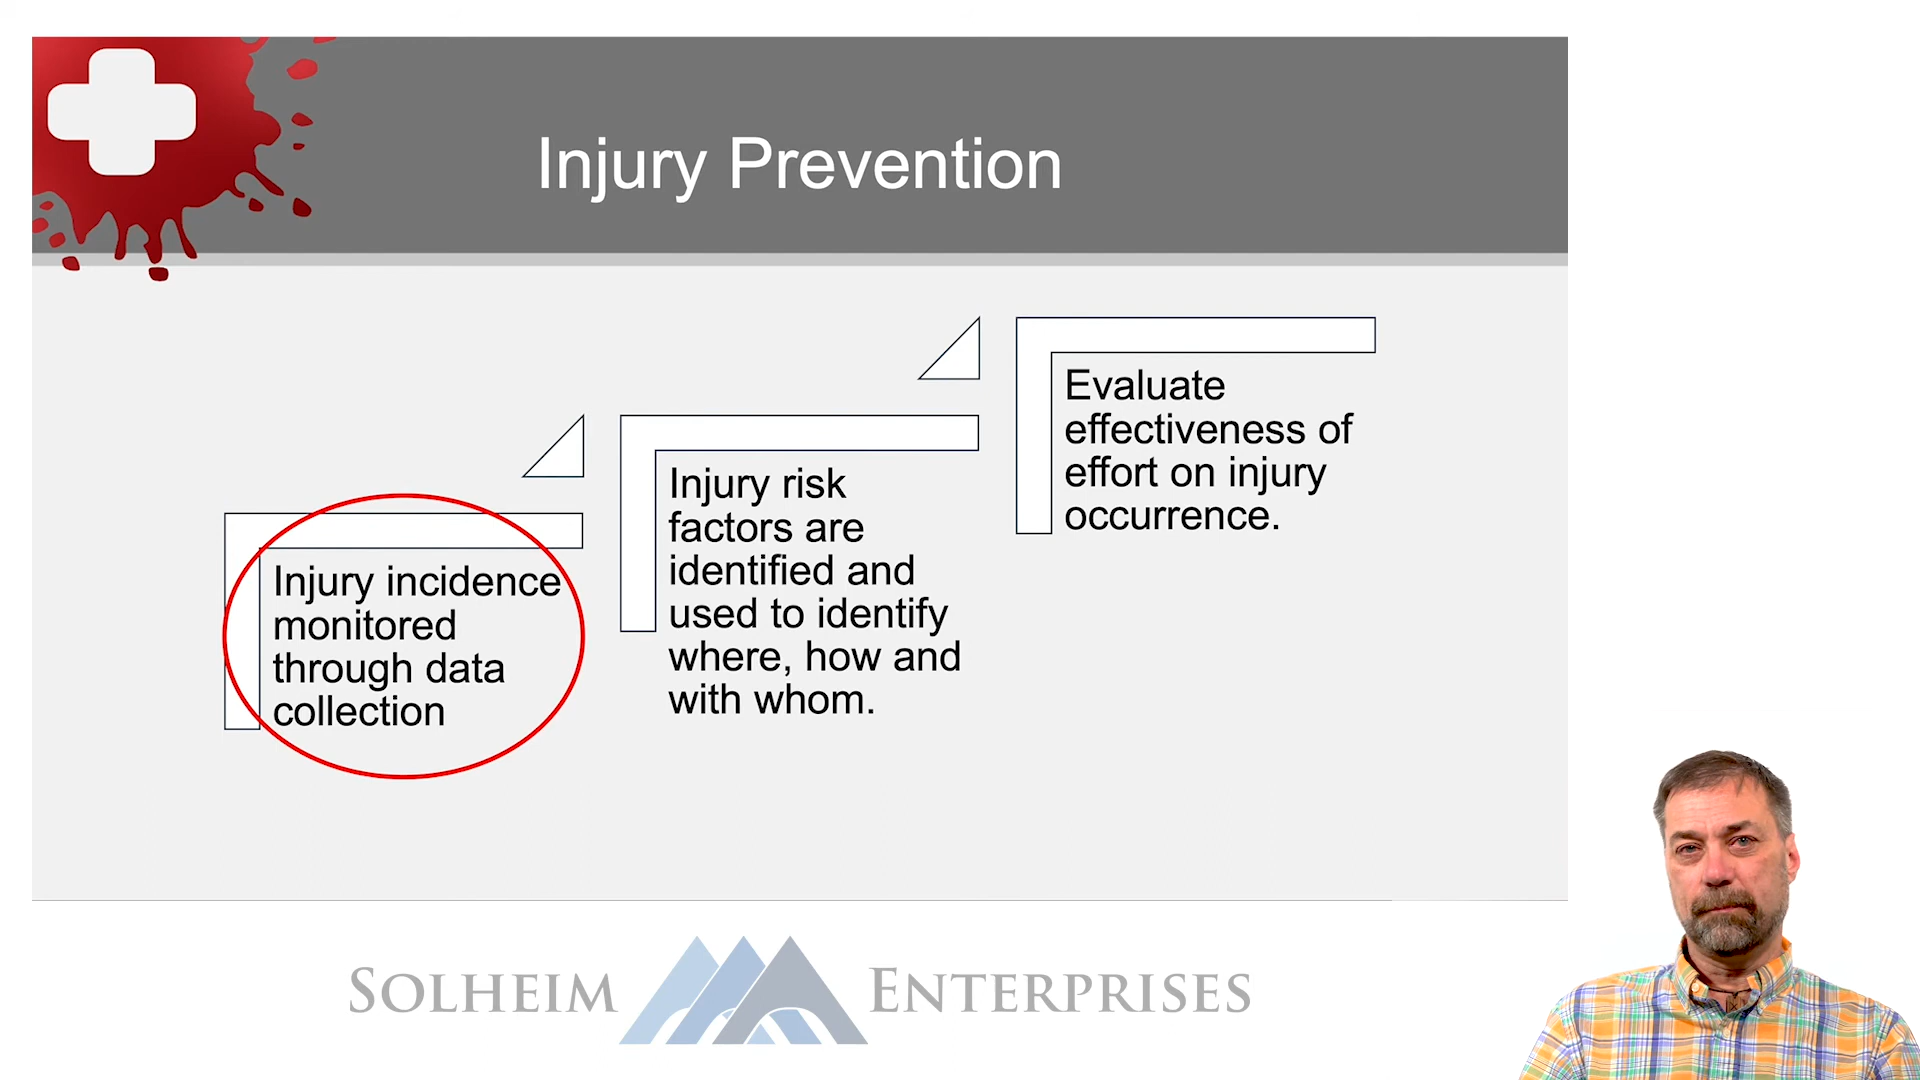 Injury Prevention
Injury incidence
monitored
through data
collection
Injury risk
factors are
identified and
used to identify
where, how and
with whom.
Evaluate
effectiveness of
effort on injury
occurrence.
SOLHEIM ENTERPRISES